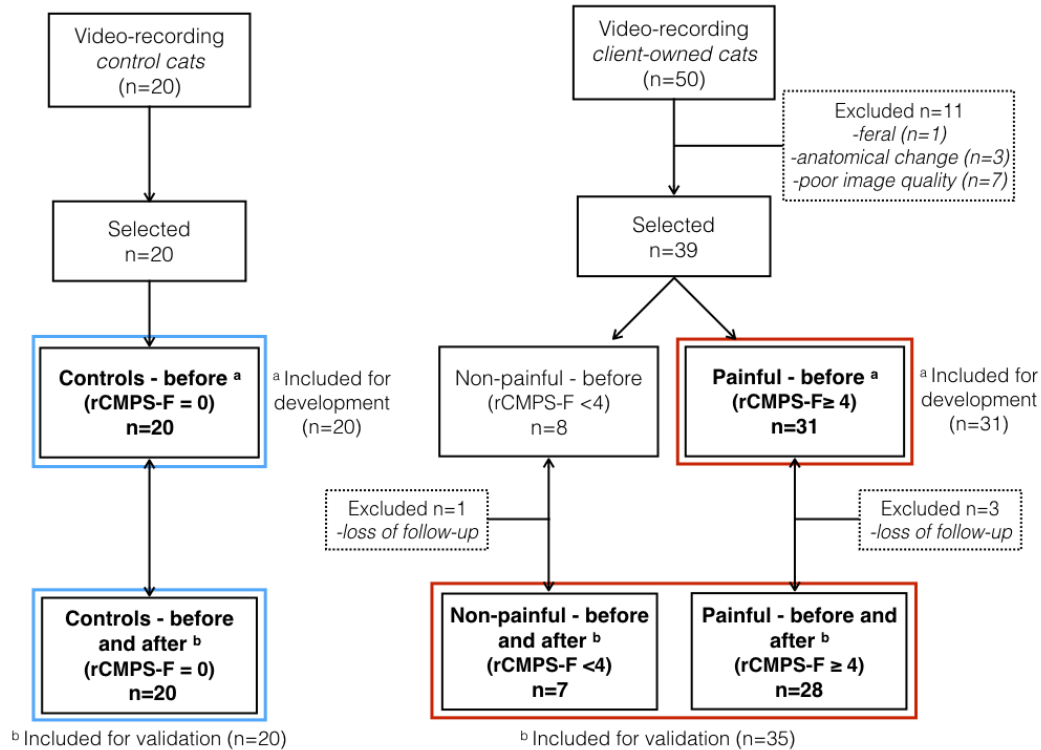 Video-recording
control cats
(n=20)
Video-recording
client-owned cats
(n=50)
Excluded n=11
-feral (n=1)
-anatomical change (n=3)
-poor image quality (n=7)
Selected
n=20
Selected
n=39
Controls - before ᵃ
(rCMPS-F = 0)
n=20
ᵃ Included for
development
(n=20)
Non-painful - before
(rCMPS-F <4)
n=8
Painful - before ᵃ
(rCMPS-F≥ 4)
n=31
ᵃ Included for
development
(n=31)
Excluded n=1
-loss of follow-up
Excluded n=3
-loss of follow-up
Controls - before
and after ᵇ
(rCMPS-F = 0)
n=20
Non-painful - before
and after ᵇ
(rCMPS-F <4)
n=7
Painful - before and
after ᵇ
(rCMPS-F ≥ 4)
n=28
ᵇ Included for validation (n=20)
ᵇ Included for validation (n=35)